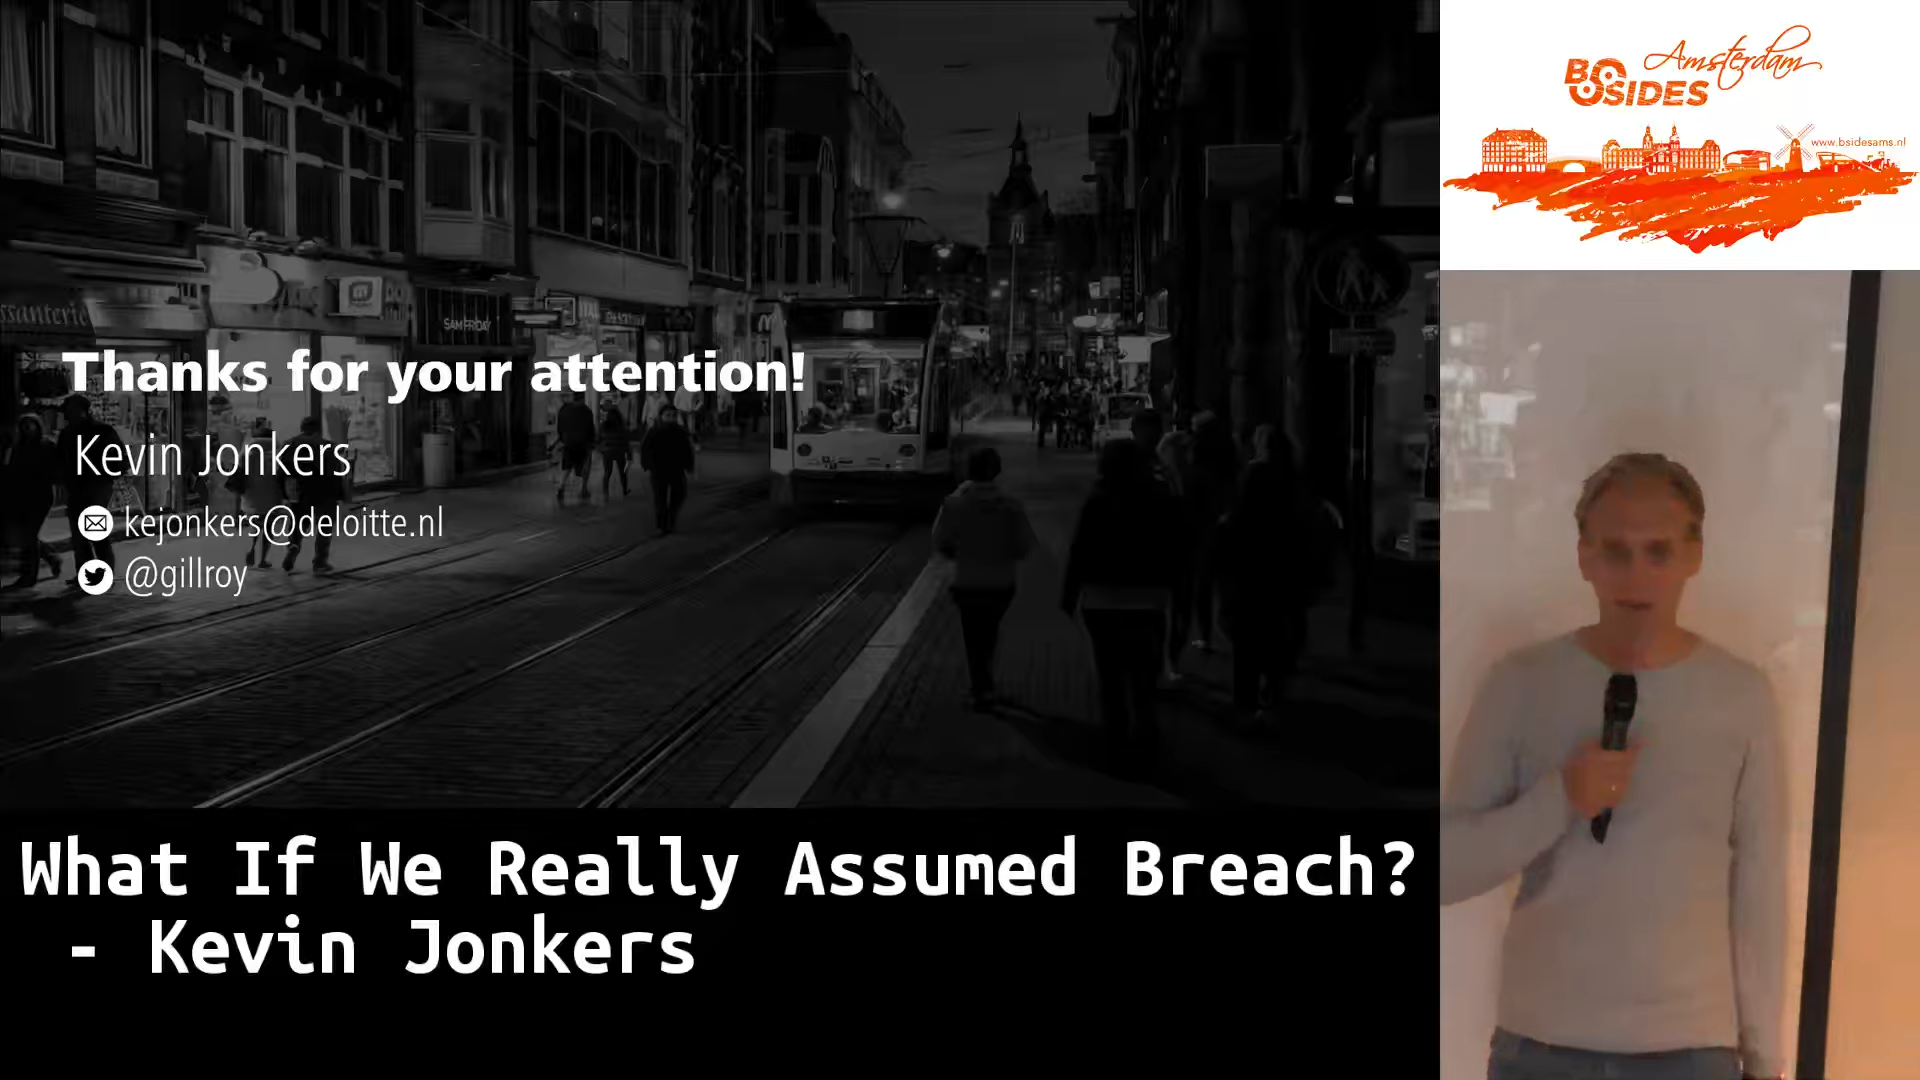 Thanks for your attention!
Kevin Jonkers
kejonkers@deloitte.nl
@gillroy
SAM FRIDAY
What If We Really Assumed Breach?
- Kevin Jonkers
Amsterdam
BSIDES
www.bsidesams.nl